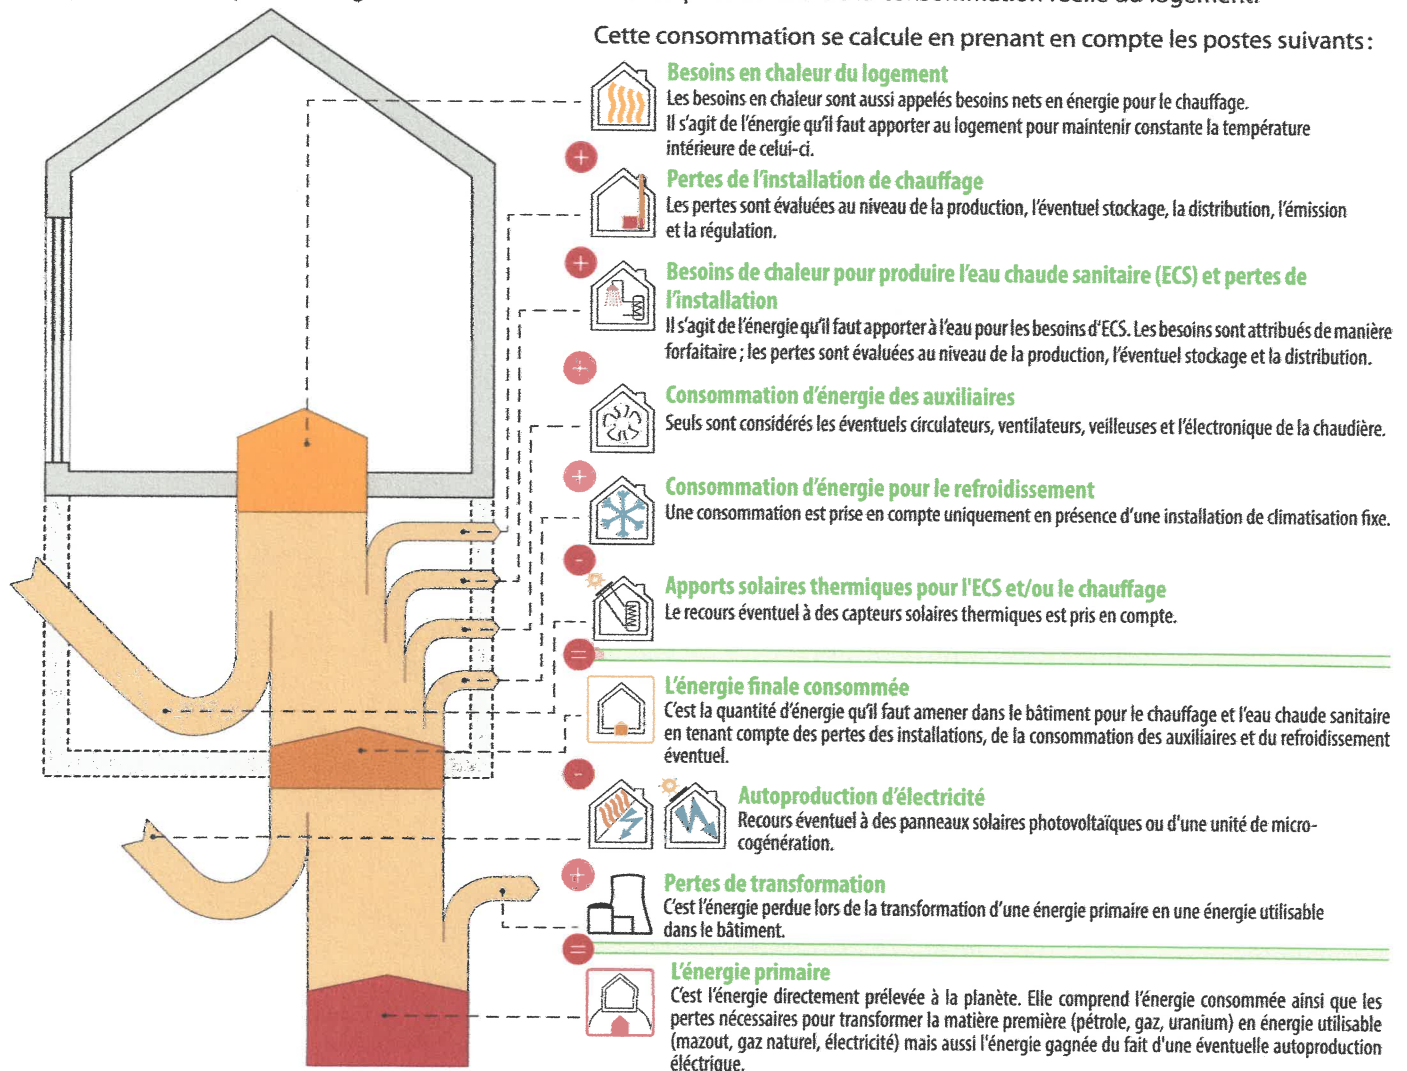 consommation réelle du logement.
Cette consommation se calcule en prenant en compte les postes suivants :
Besoins en chaleur du logement
Les besoins en chaleur sont aussi appelés besoins nets en énergie pour le chauffage.
Il s'agit de l'énergie qu'il faut apporter au logement pour maintenir constante la température
intérieure de celui-ci.
+
Pertes de l'installation de chauffage
Les pertes sont évaluées au niveau de la production, l'éventuel stockage, la distribution, l'émission
et la régulation.
+
Besoins de chaleur pour produire l'eau chaude sanitaire (ECS) et pertes de
l'installation
Il s'agit de l'énergie qu'il faut apporter à l'eau pour les besoins d'ECS. Les besoins sont attribués de manière
forfaitaire ; les pertes sont évaluées au niveau de la production, l'éventuel stockage et la distribution.
+
Consommation d'énergie des auxiliaires
Seuls sont considérés les éventuels circulateurs, ventilateurs, veilleuses et l'électronique de la chaudière.
+
Consommation d'énergie pour le refroidissement
Une consommation est prise en compte uniquement en présence d'une installation de climatisation fixe.
-
Apports solaires thermiques pour l'ECS et/ou le chauffage
Le recours éventuel à des capteurs solaires thermiques est pris en compte.
=
L'énergie finale consommée
C'est la quantité d'énergie qu'il faut amener dans le bâtiment pour le chauffage et l'eau chaude sanitaire
en tenant compte des pertes des installations, de la consommation des auxiliaires et du refroidissement
éventuel.
-
Autoproduction d'électricité
Recours éventuel à des panneaux solaires photovoltaïques ou d'une unité de micro-
cogénération.
+
Pertes de transformation
C'est l'énergie perdue lors de la transformation d'une énergie primaire en une énergie utilisable
dans le bâtiment.
=
L'énergie primaire
C'est l'énergie directement prélevée à la planète. Elle comprend l'énergie consommée ainsi que les
pertes nécessaires pour transformer la matière première (pétrole, gaz, uranium) en énergie utilisable
(mazout, gaz naturel, électricité) mais aussi l'énergie gagnée du fait d'une éventuelle autoproduction
éléctrique.